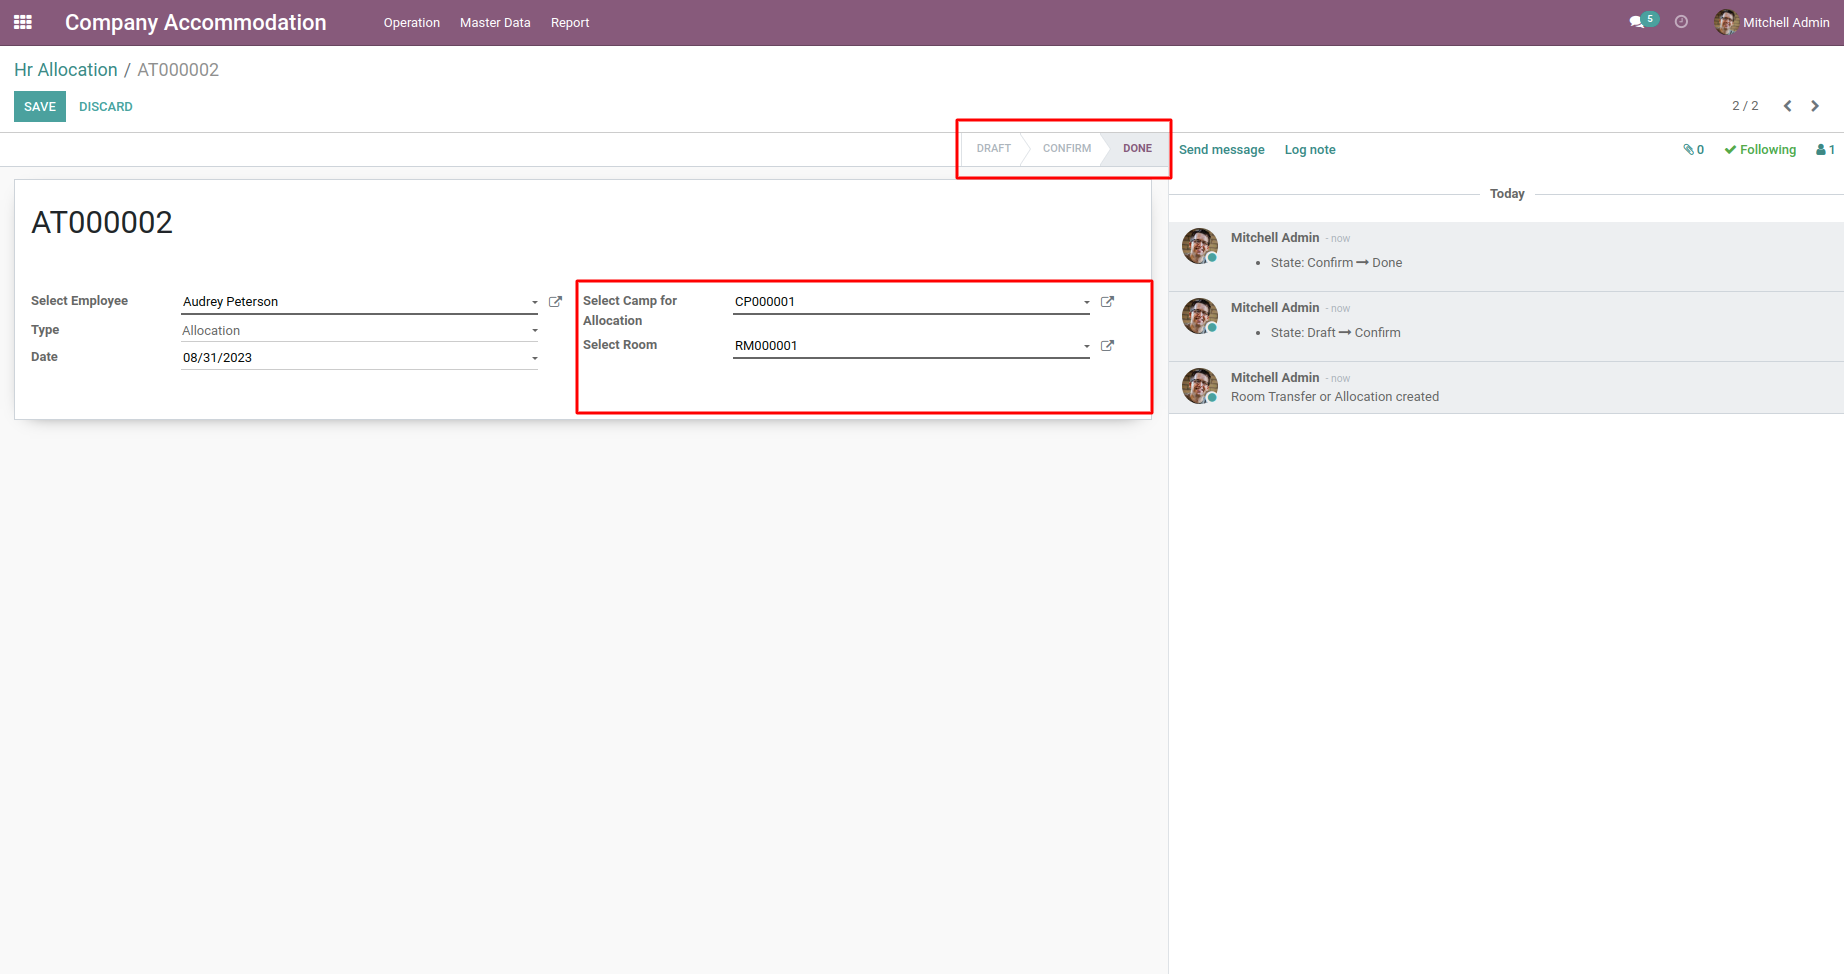 Company Accommodation Operation Master Data Report 5 Mitchell Admin
Hr Allocation / AT000002
SAVE DISCARD 2 / 2
DRAFT CONFIRM DONE Send message Log note 0 Following 1
Today
AT000002
Select Employee Audrey Peterson
Type Allocation
Date 08/31/2023
Select Camp for
Allocation CP000001
Select Room RM000001
Mitchell Admin - now
• State: Confirm → Done
Mitchell Admin - now
• State: Draft → Confirm
Mitchell Admin - now
Room Transfer or Allocation created